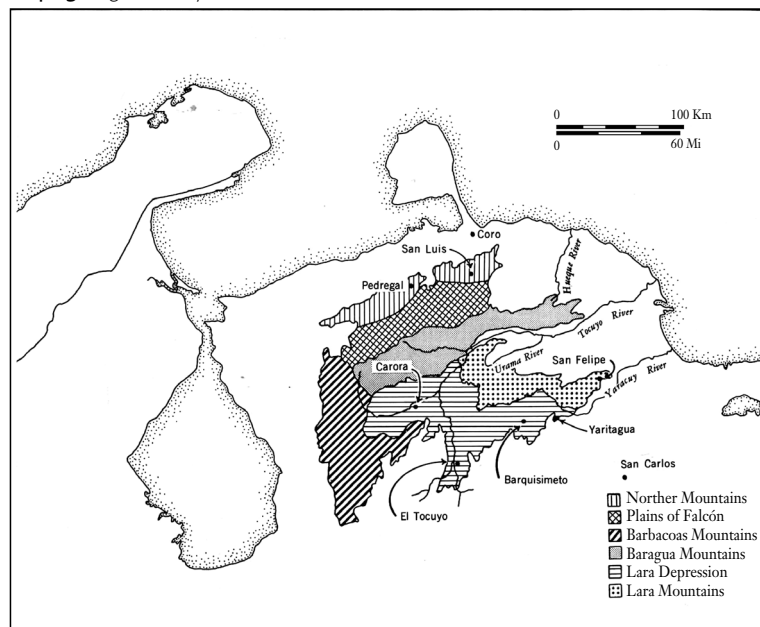 0 100 Km
0 60 Mi
Coro
San Luis
Pedregal
Hueque River
Tocuyo River
Urama River
San Felipe
Yaracuy River
Carora
Yaritagua
Barquisimeto
El Tocuyo
San Carlos
Norther Mountains
Plains of Falcón
Barbacoas Mountains
Baragua Mountains
Lara Depression
Lara Mountains